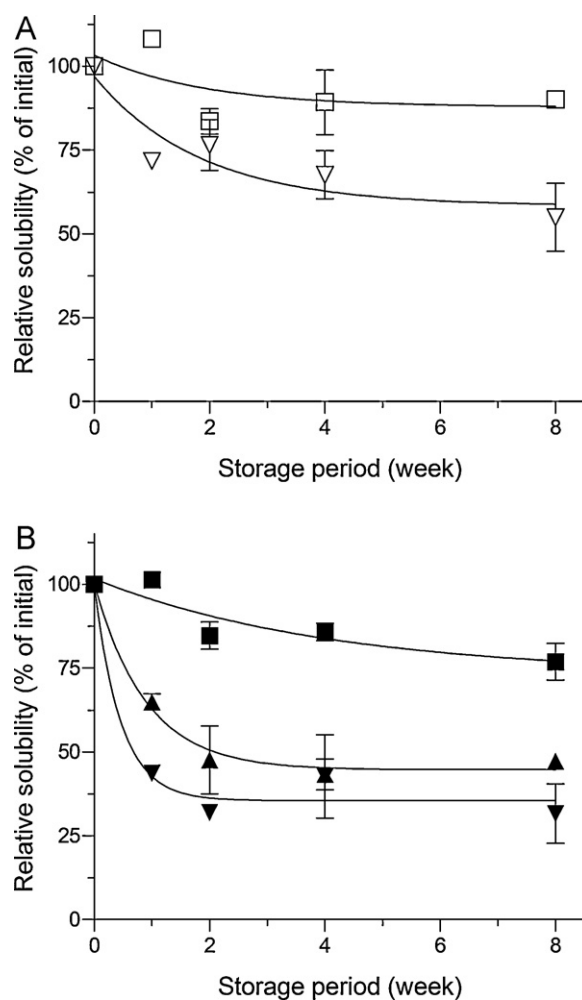 A
Relative solubility (% of initial)
100
75
50
25
0
0 2 4 6 8
Storage period (week)
B
Relative solubility (% of initial)
100
75
50
25
0
0 2 4 6 8
Storage period (week)